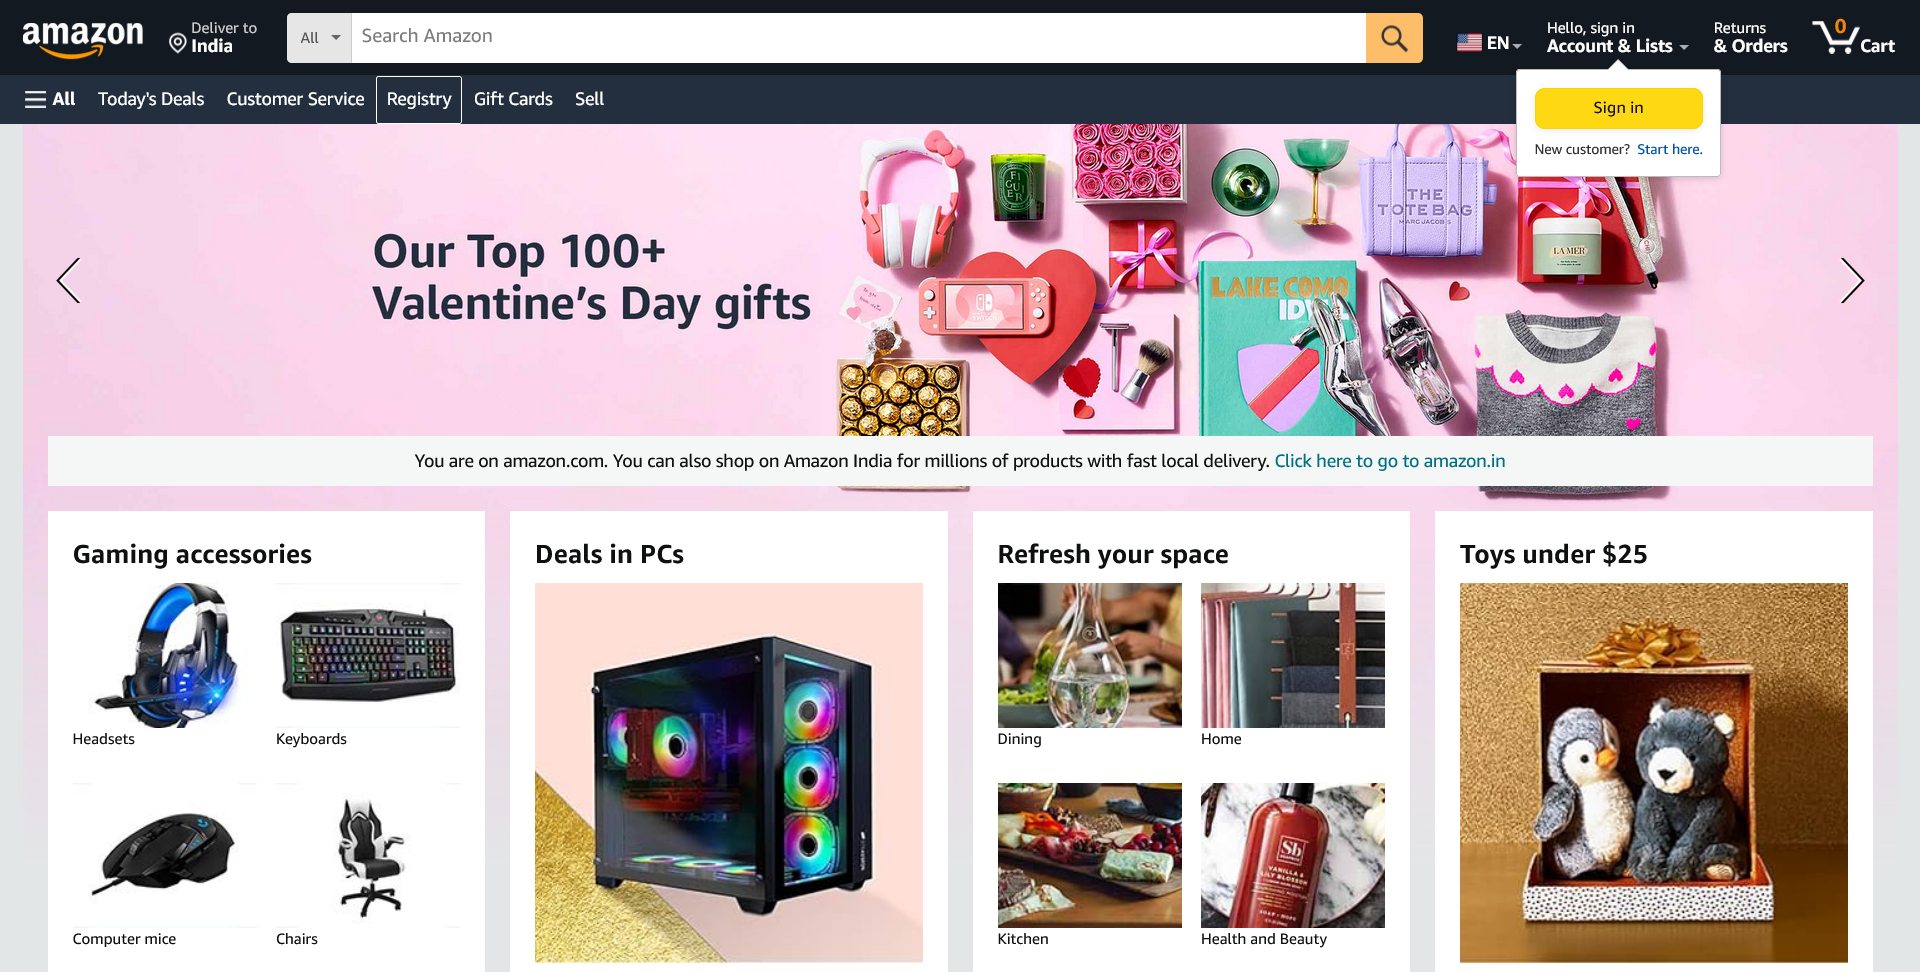 amazon
Deliver to
India
All
Search Amazon
EN
Hello, sign in
Account & Lists
Returns
& Orders
0
Cart
All
Today's Deals
Customer Service
Registry
Gift Cards
Sell
Sign in
New customer? Start here.
Our Top 100+
Valentine's Day gifts
FIGUIER
THE
TOTE BAG
MARC JACOBS
LA MER
LAKE COMO
You are on amazon.com. You can also shop on Amazon India for millions of products with fast local delivery. Click here to go to amazon.in
Gaming accessories
Headsets
Keyboards
Computer mice
Chairs
Deals in PCs
Refresh your space
Dining
Home
Kitchen
Sb
VANILLA &
LILY BLOSSOM
Health and Beauty
Toys under $25